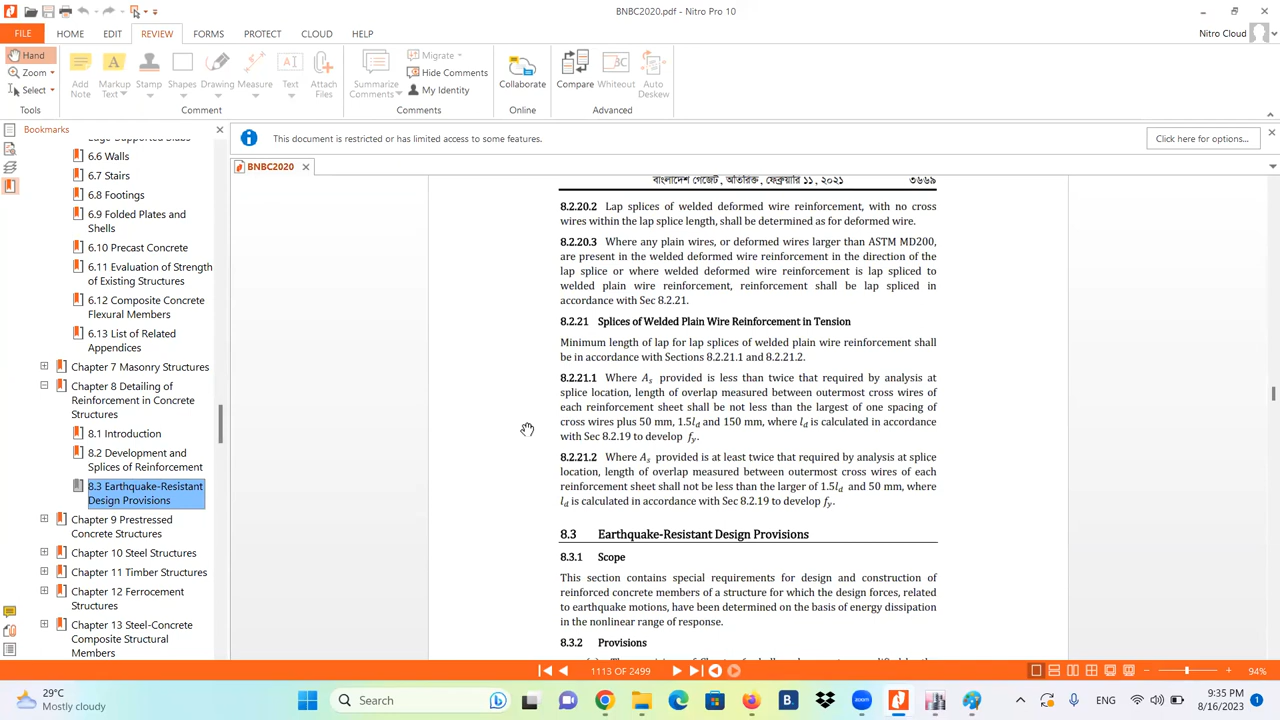 BNBC2020.pdf - Nitro Pro 10
FILE
HOME
EDIT
REVIEW
FORMS
PROTECT
CLOUD
HELP
Nitro Cloud
Hand
Zoom
Select
Tools
Add Note
Markup Text
Stamp
Shapes
Drawing
Measure
Text
Attach Files
Comment
Summarize Comments
Migrate
Hide Comments
My Identity
Comments
Collaborate
Online
Compare
Whiteout
Auto Deskew
Advanced
Bookmarks
This document is restricted or has limited access to some features.
Click here for options...
BNBC2020
Edge-Supported Slabs
6.6 Walls
6.7 Stairs
6.8 Footings
6.9 Folded Plates and
Shells
6.10 Precast Concrete
6.11 Evaluation of Strength
of Existing Structures
6.12 Composite Concrete
Flexural Members
6.13 List of Related
Appendices
Chapter 7 Masonry Structures
Chapter 8 Detailing of
Reinforcement in Concrete
Structures
8.1 Introduction
8.2 Development and
Splices of Reinforcement
8.3 Earthquake-Resistant
Design Provisions
Chapter 9 Prestressed
Concrete Structures
Chapter 10 Steel Structures
Chapter 11 Timber Structures
Chapter 12 Ferrocement
Structures
Chapter 13 Steel-Concrete
Composite Structural
Members
বাংলাদেশ গেজেট, অতিরিক্ত, ফেব্রুয়ারি ১১, ২০২১ ৩৬৬৯
8.2.20.2 Lap splices of welded deformed wire reinforcement, with no cross
wires within the lap splice length, shall be determined as for deformed wire.
8.2.20.3 Where any plain wires, or deformed wires larger than ASTM MD200,
are present in the welded deformed wire reinforcement in the direction of the
lap splice or where welded deformed wire reinforcement is lap spliced to
welded plain wire reinforcement, reinforcement shall be lap spliced in
accordance with Sec 8.2.21.
8.2.21 Splices of Welded Plain Wire Reinforcement in Tension
Minimum length of lap for lap splices of welded plain wire reinforcement shall
be in accordance with Sections 8.2.21.1 and 8.2.21.2.
8.2.21.1 Where As provided is less than twice that required by analysis at
splice location, length of overlap measured between outermost cross wires of
each reinforcement sheet shall be not less than the largest of one spacing of
cross wires plus 50 mm, 1.5ld and 150 mm, where ld is calculated in accordance
with Sec 8.2.19 to develop fy.
8.2.21.2 Where As provided is at least twice that required by analysis at splice
location, length of overlap measured between outermost cross wires of each
reinforcement sheet shall not be less than the larger of 1.5ld and 50 mm, where
ld is calculated in accordance with Sec 8.2.19 to develop fy.
8.3 Earthquake-Resistant Design Provisions
8.3.1 Scope
This section contains special requirements for design and construction of
reinforced concrete members of a structure for which the design forces, related
to earthquake motions, have been determined on the basis of energy dissipation
in the nonlinear range of response.
8.3.2 Provisions
1113 OF 2499
94%
29°C
Mostly cloudy
Search
ENG
9:35 PM
8/16/2023